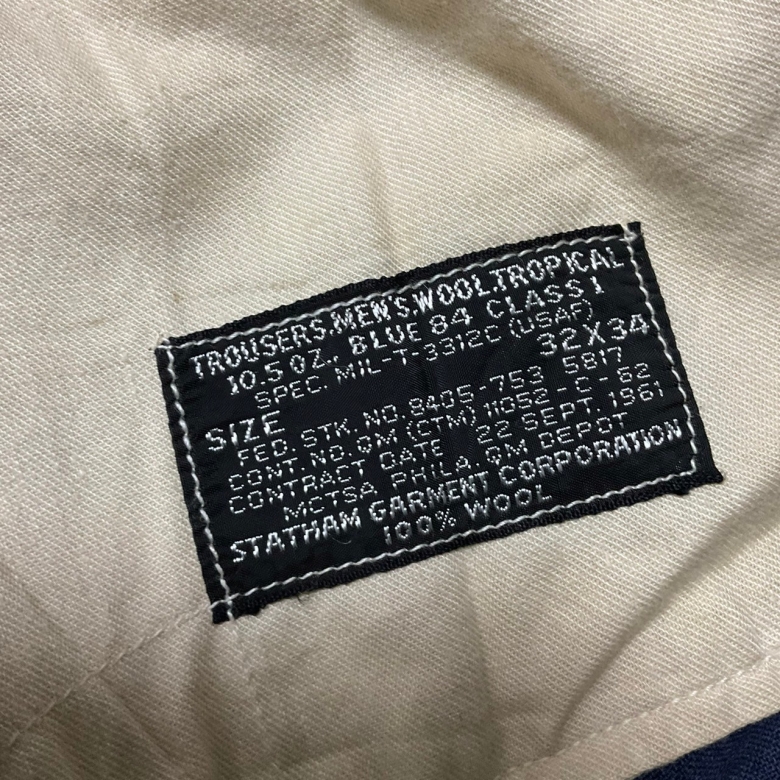 TROUSERS, MEN'S, WOOL, TROPICAL
10.5 OZ. BLUE 84 CLASS 1
SPEC. MIL-T-3312C (USAF)
SIZE 32X34
FED. STK. NO. 8405-753 5817
CONT. NO. QM (CTM) 11052-C-62
CONTRACT DATE 22 SEPT. 1961
MCTSA PHILA. QM DEPOT
STATHAM GARMENT CORPORATION
100% WOOL